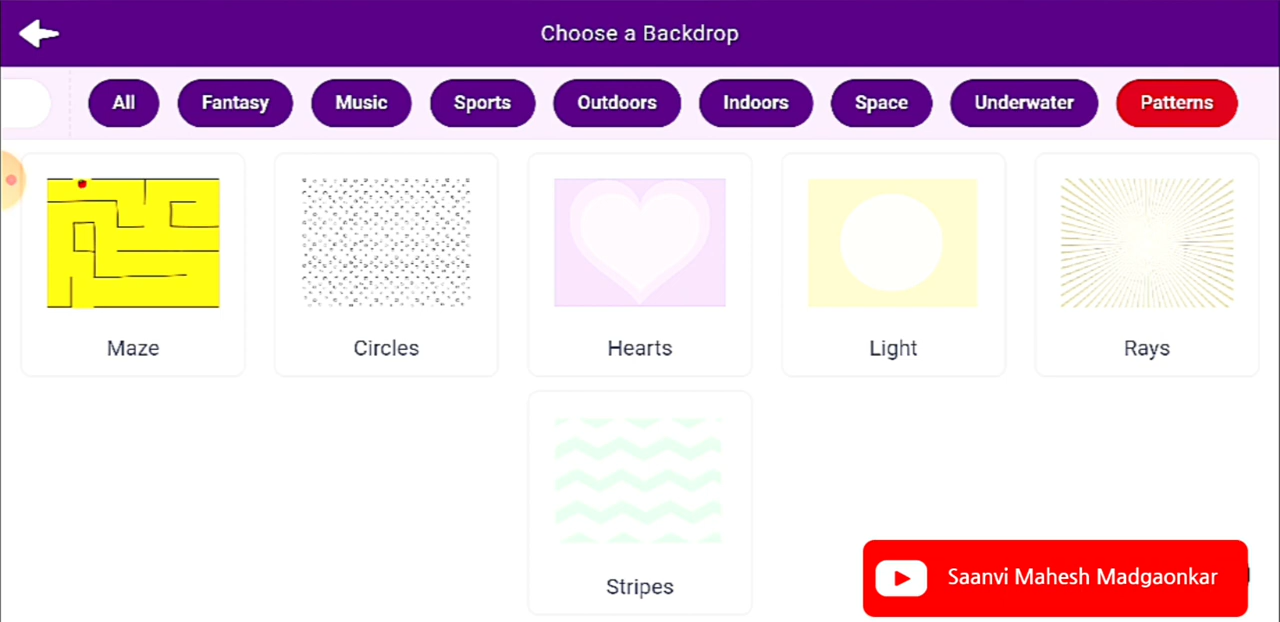 Choose a Backdrop
All Fantasy Music Sports Outdoors Indoors Space Underwater Patterns
Maze Circles Hearts Light Rays
Stripes
Saanvi Mahesh Madgaonkar